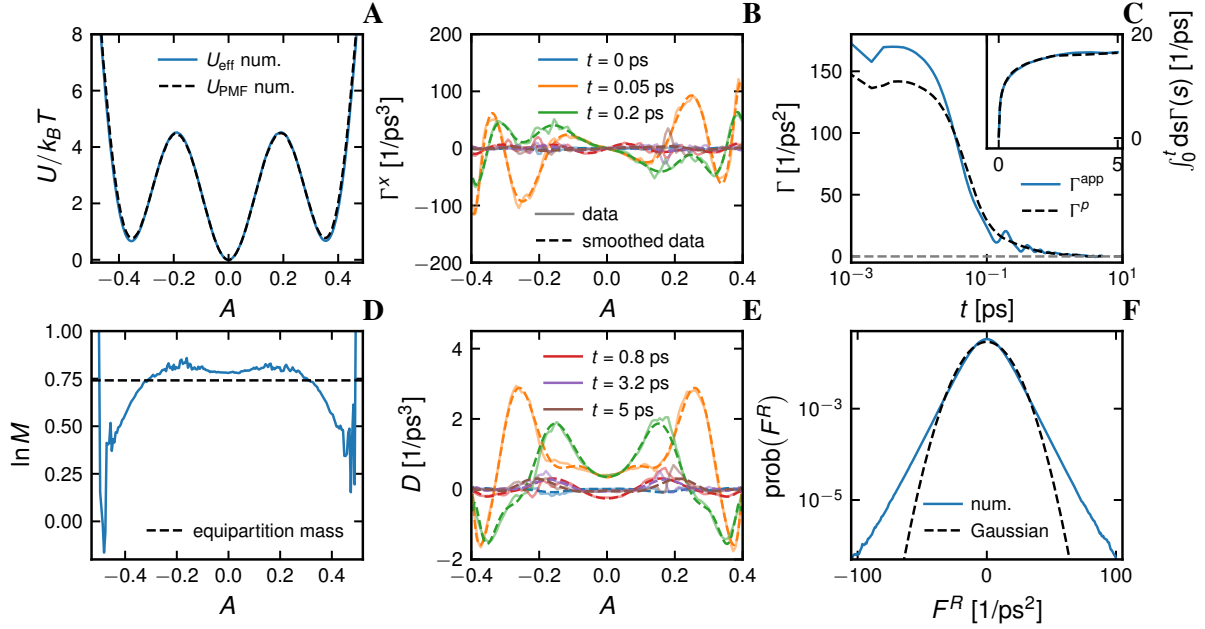 A
U/k_BT
8
6
4
2
0
U_eff num.
U_PMF num.
−0.4 −0.2 0.0 0.2 0.4
A
B
Γ^x [1/ps^3]
200
100
0
−100
−200
t = 0 ps
t = 0.05 ps
t = 0.2 ps
data
smoothed data
−0.4 −0.2 0.0 0.2 0.4
A
C
Γ [1/ps^2]
150
100
50
0
20
0
0 5
∫_0^t dsΓ(s) [1/ps]
Γ^app
Γ^p
10^−3 10^−1 10^1
t [ps]
D
ln M
1.00
0.75
0.50
0.25
0.00
equipartition mass
−0.4 −0.2 0.0 0.2 0.4
A
E
D [1/ps^3]
4
2
0
−2
t = 0.8 ps
t = 3.2 ps
t = 5 ps
−0.4 −0.2 0.0 0.2 0.4
A
F
prob(F^R)
10^−3
10^−5
num.
Gaussian
−100 0 100
F^R [1/ps^2]